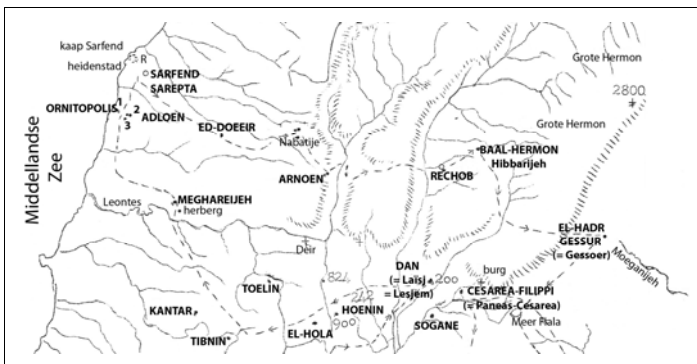 kaap Sarfend
heidenstad
R
SARFEND
SAREPTA
Grote Hermon
2800
ORNITOPOLIS
1
2
3
ADLOEN
ED-DOEEIR
Nabatije
Grote Hermon
BAAL-HERMON
Hibbarijeh
Middellandse
Zee
ARNOEN
RECHOB
MEGHAREIJEH
herberg
Leontes
EL-HADR
GESSUR
(= Gessoer)
Deir
Moeganijeh
DAN
(= Laïsj
= Lesjem)
200
burg
CESAREA-FILIPPI
(= Paneas-Cesarea)
Meer Fiala
TOELIN
KANTAR
HOENIN
900
SOGANE
EL-HOLA
TIBNIN